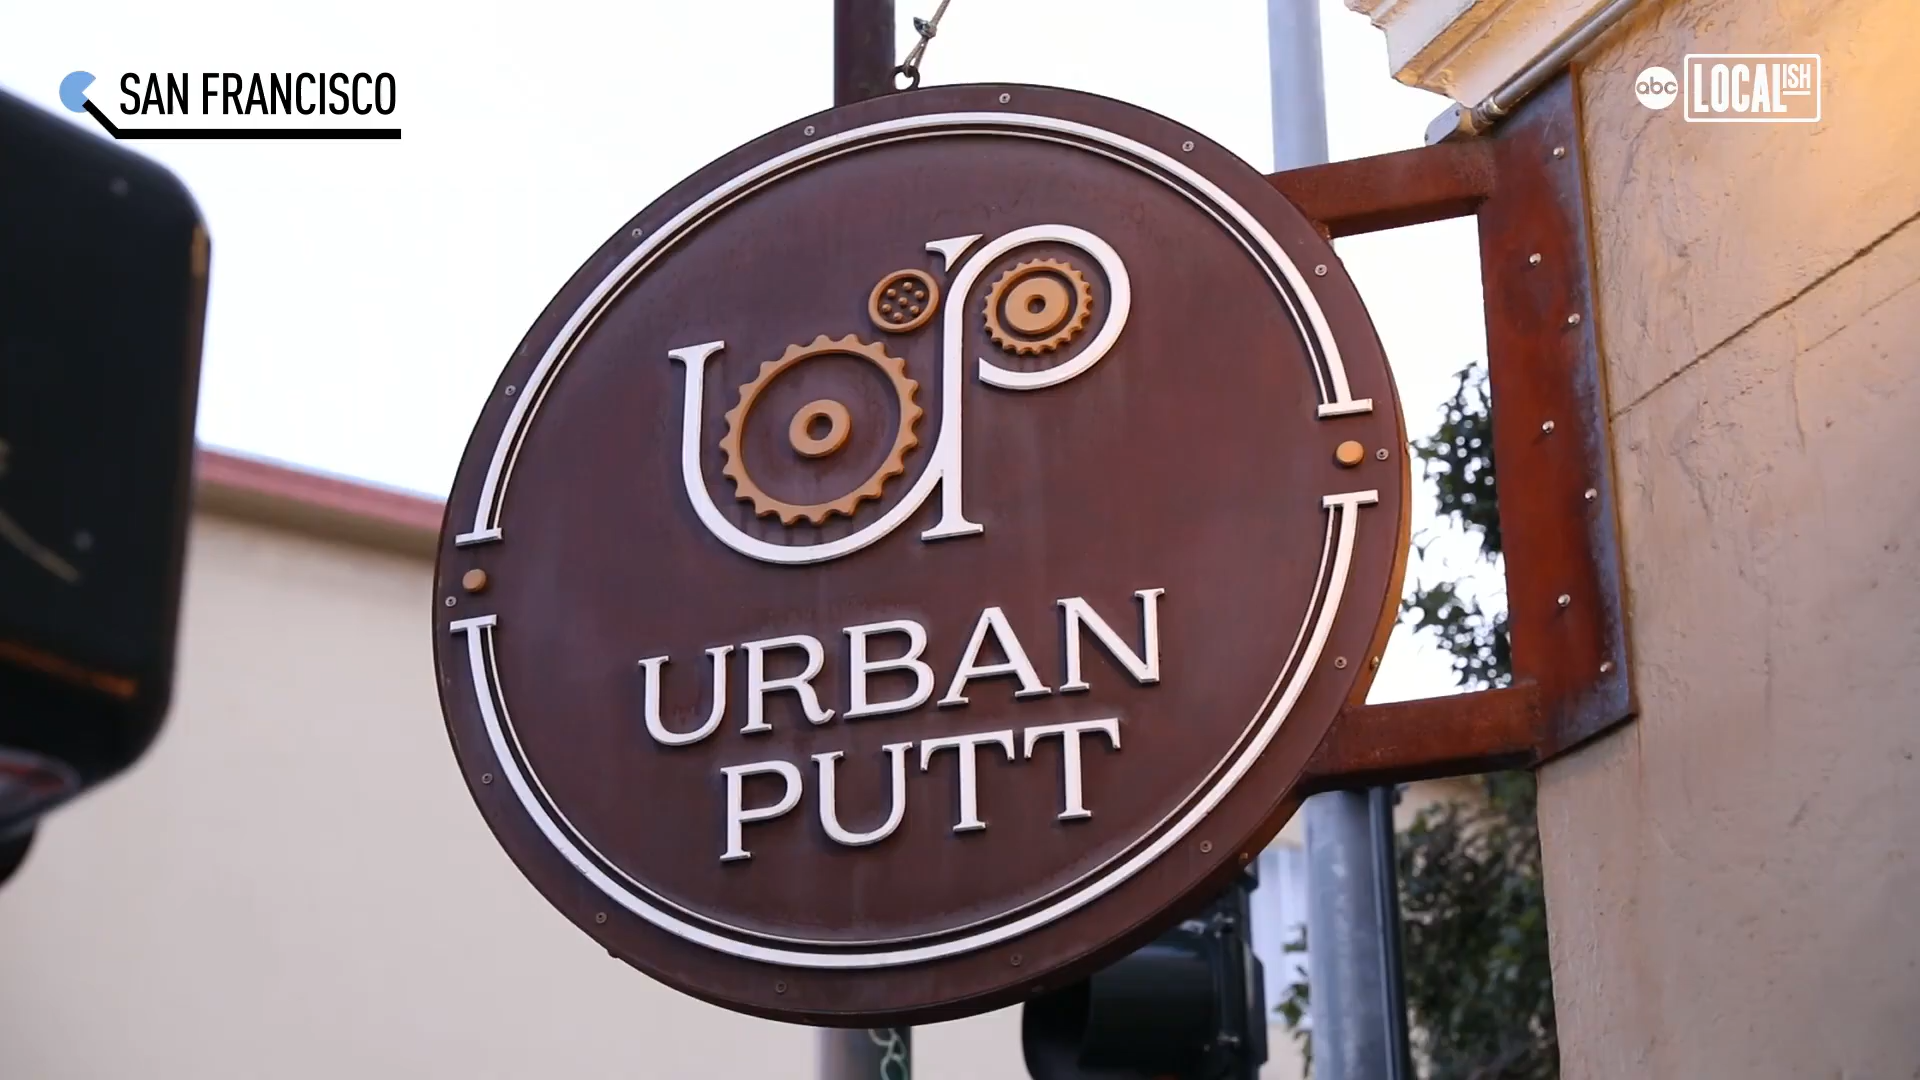 SAN FRANCISCO
abc LOCALISH
UP
URBAN
PUTT